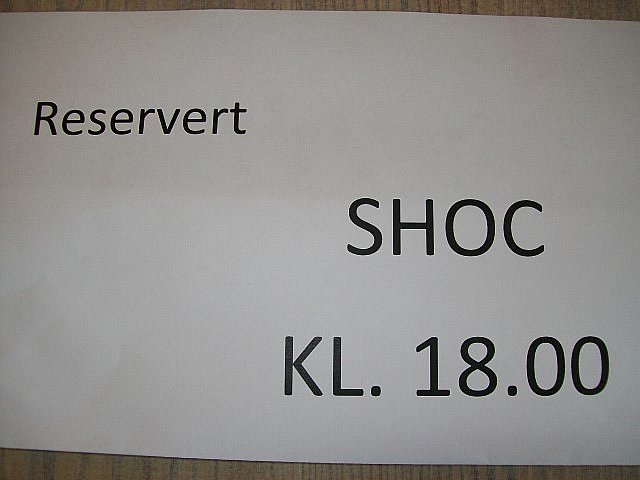 Reservert
SHOC
KL. 18.00